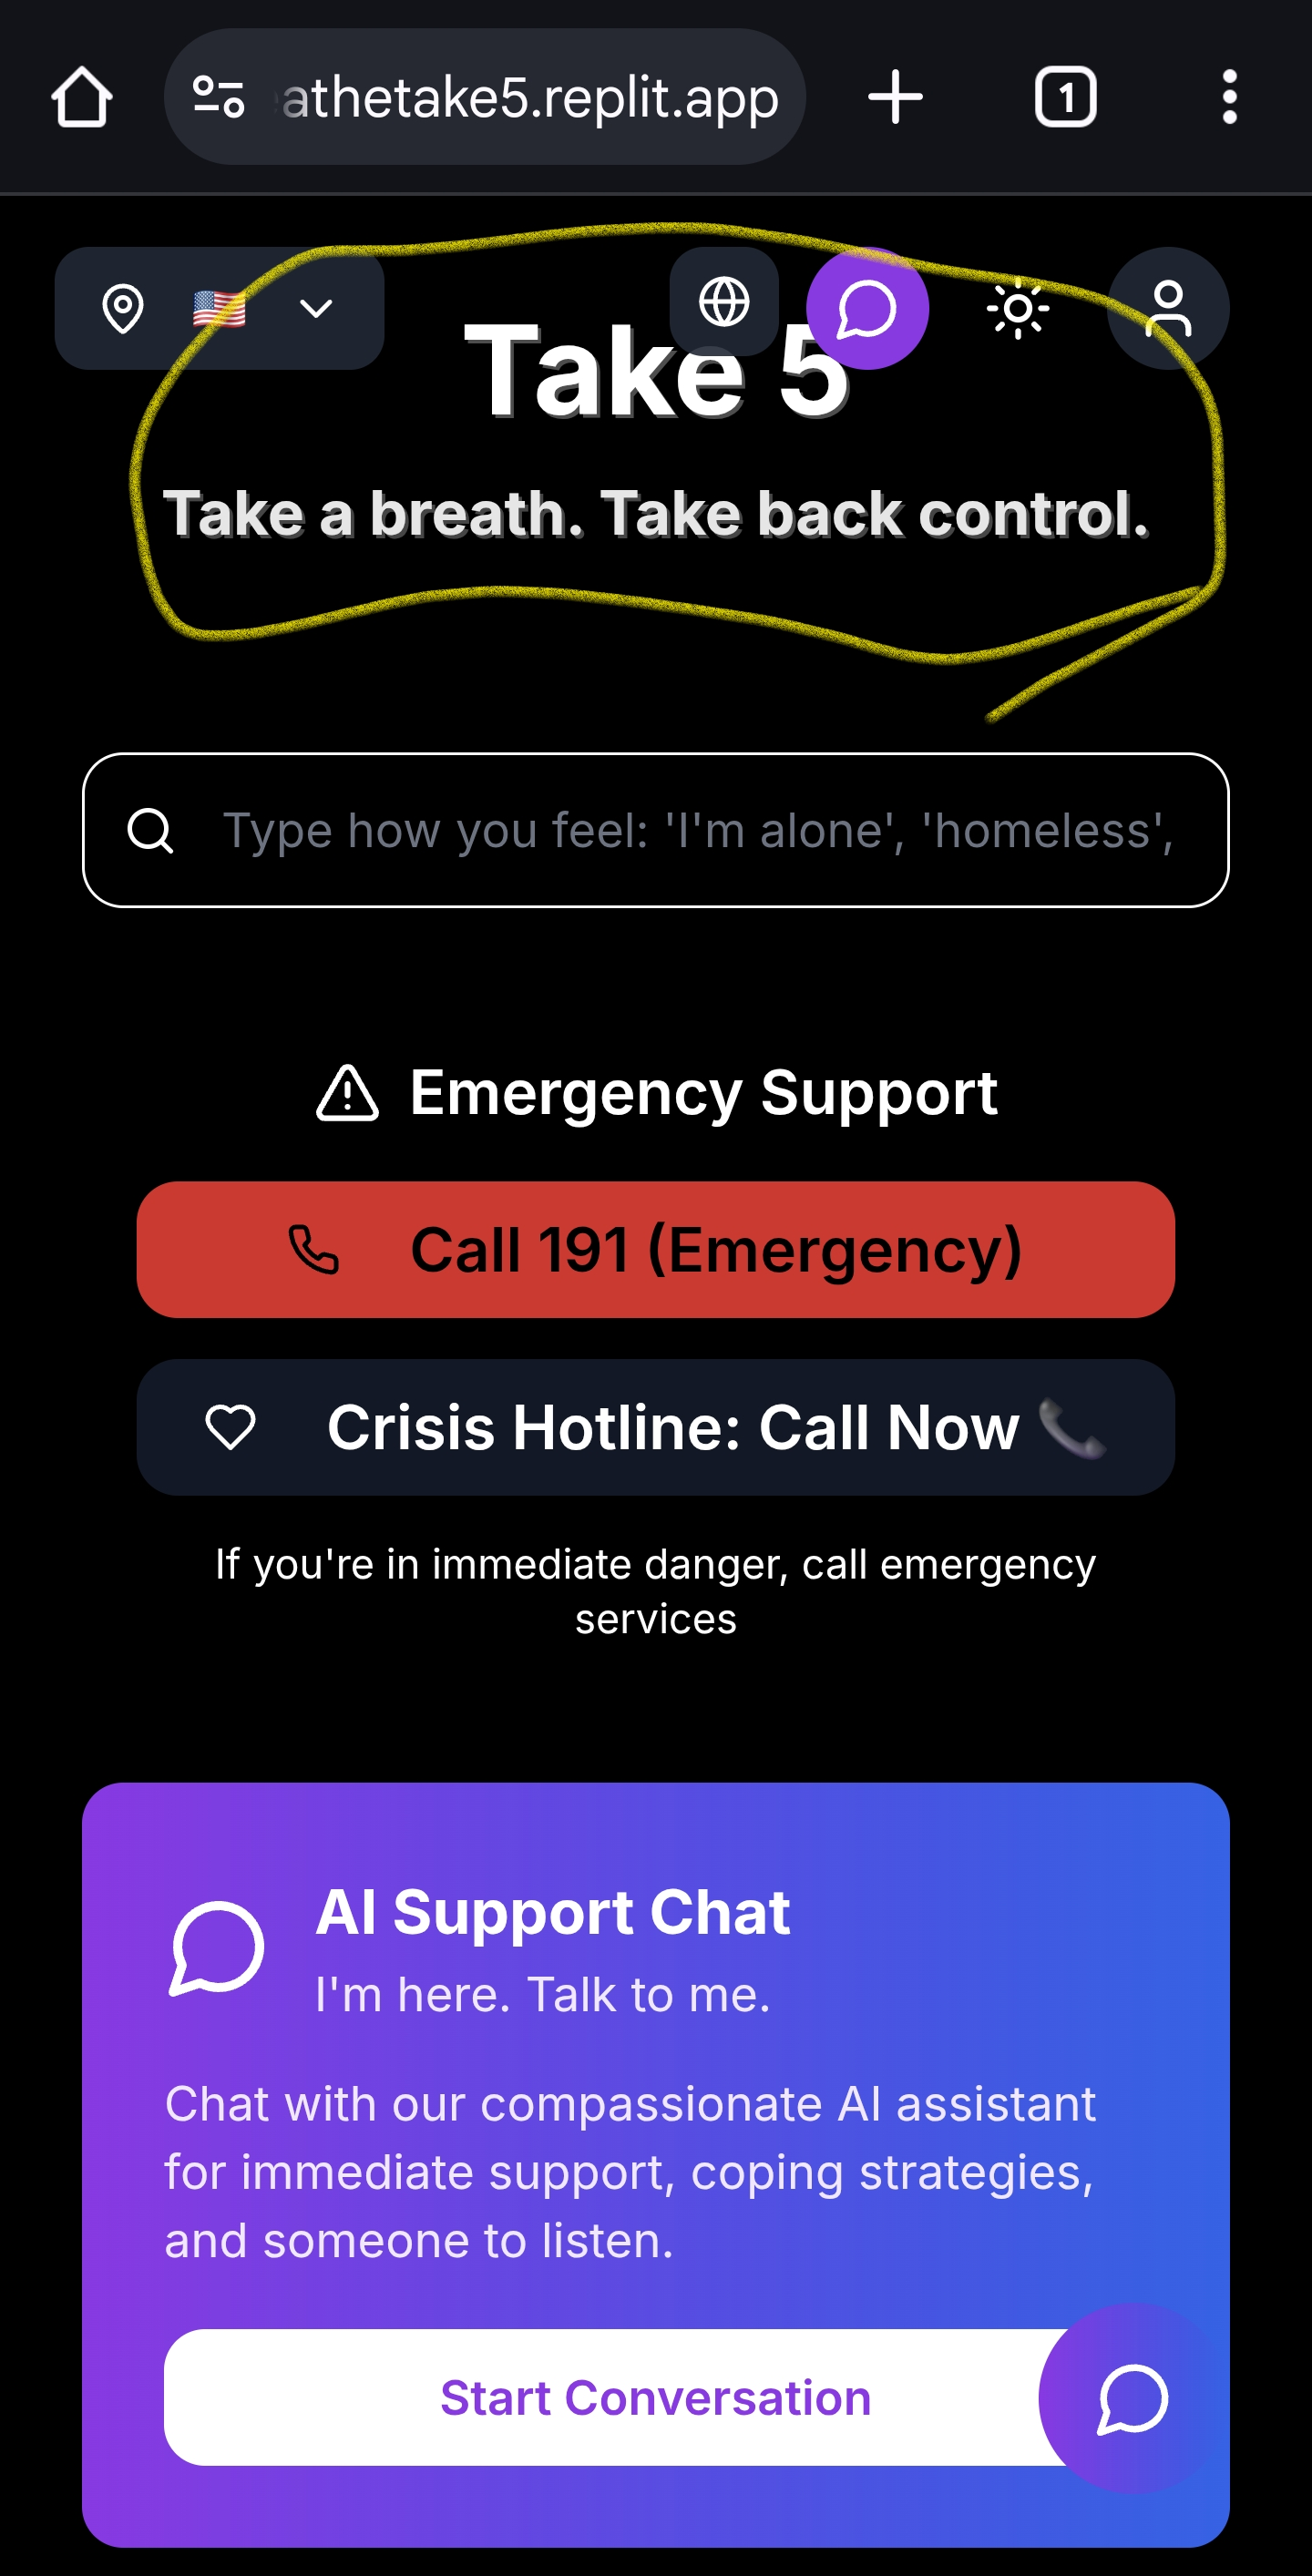 athetake5.replit.app
1
Take 5
Take a breath. Take back control.
Type how you feel: 'I'm alone', 'homeless',
Emergency Support
Call 191 (Emergency)
Crisis Hotline: Call Now
If you're in immediate danger, call emergency
services
AI Support Chat
I'm here. Talk to me.
Chat with our compassionate AI assistant
for immediate support, coping strategies,
and someone to listen.
Start Conversation